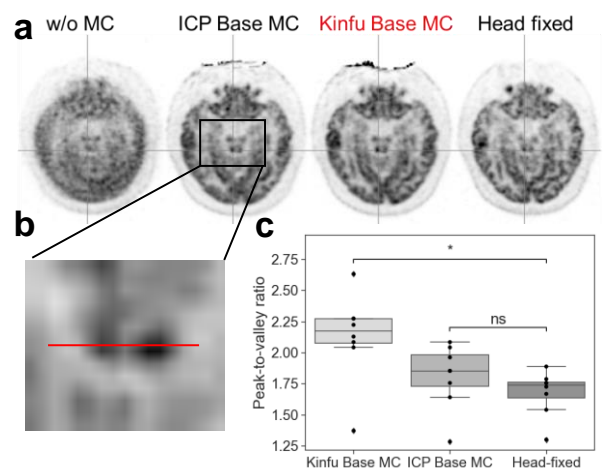 a
w/o MC ICP Base MC Kinfu Base MC Head fixed
b
c
*
ns
Peak-to-valley ratio
2.75
2.50
2.25
2.00
1.75
1.50
1.25
Kinfu Base MC ICP Base MC Head-fixed